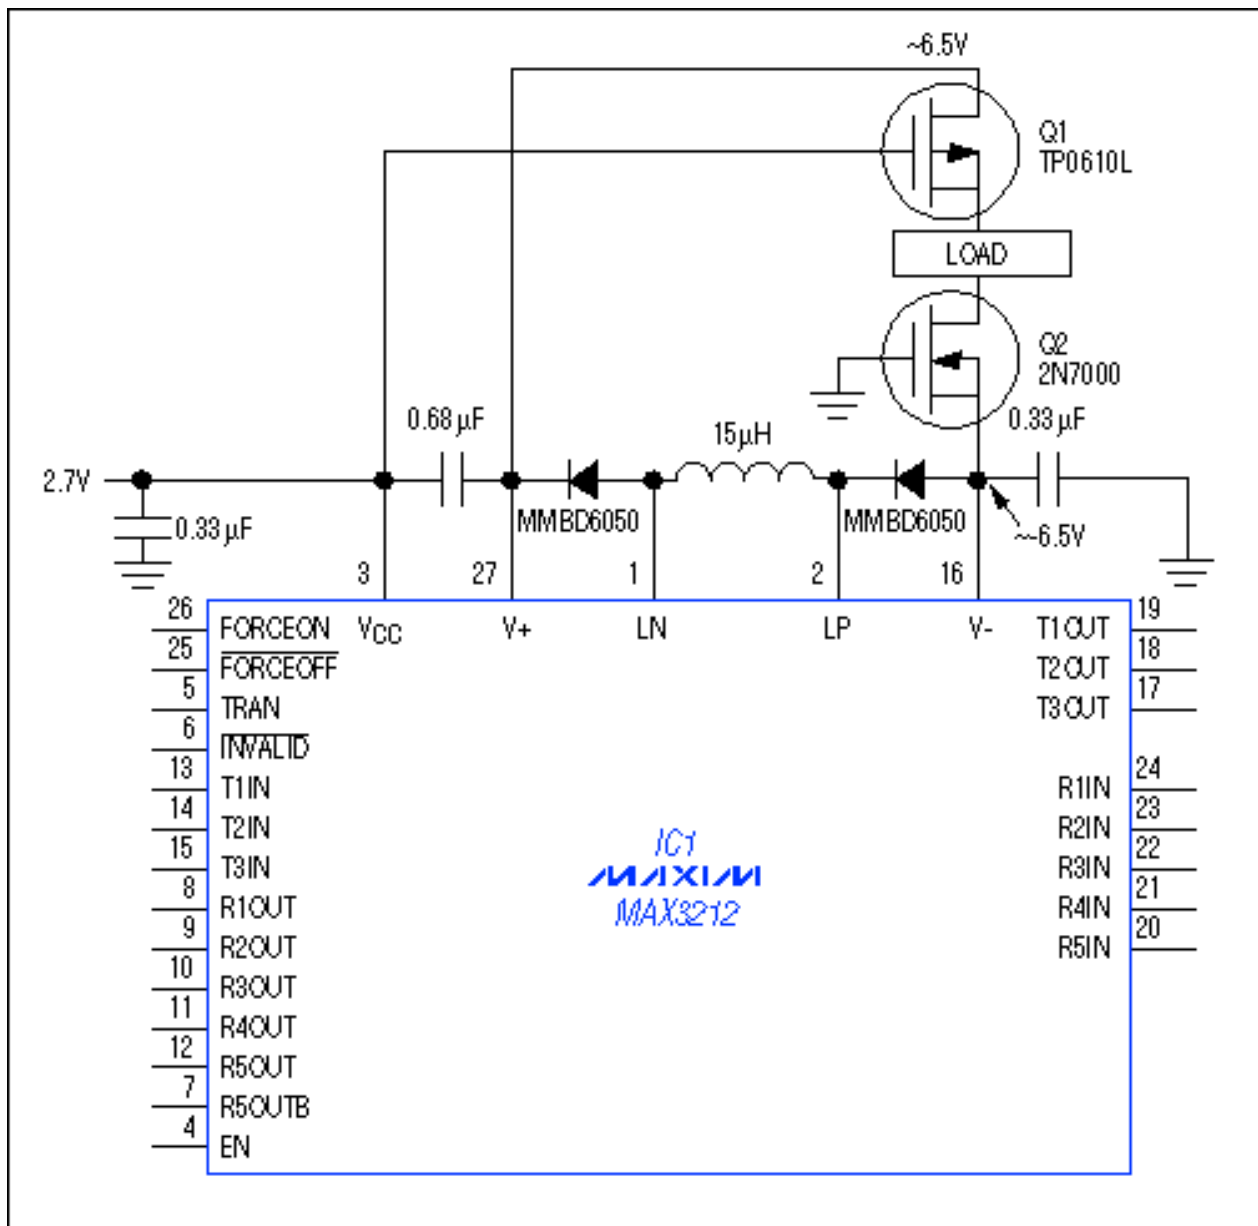 ~6.5V
Q1
TP0610L
LOAD
Q2
2N7000
0.68µF
15µH
0.33µF
2.7V
0.33µF
MMBD6050
MMBD6050
~-6.5V
3
27
1
2
16
VCC
V+
LN
LP
V-
26
FORCEON
25
FORCEOFF
5
TRAN
6
INVALID
13
T1IN
14
T2IN
15
T3IN
8
R1OUT
9
R2OUT
10
R3OUT
11
R4OUT
12
R5OUT
7
R5OUTB
4
EN
IC1
MAXIM
MAX3212
19
T1OUT
18
T2OUT
17
T3OUT
24
R1IN
23
R2IN
22
R3IN
21
R4IN
20
R5IN